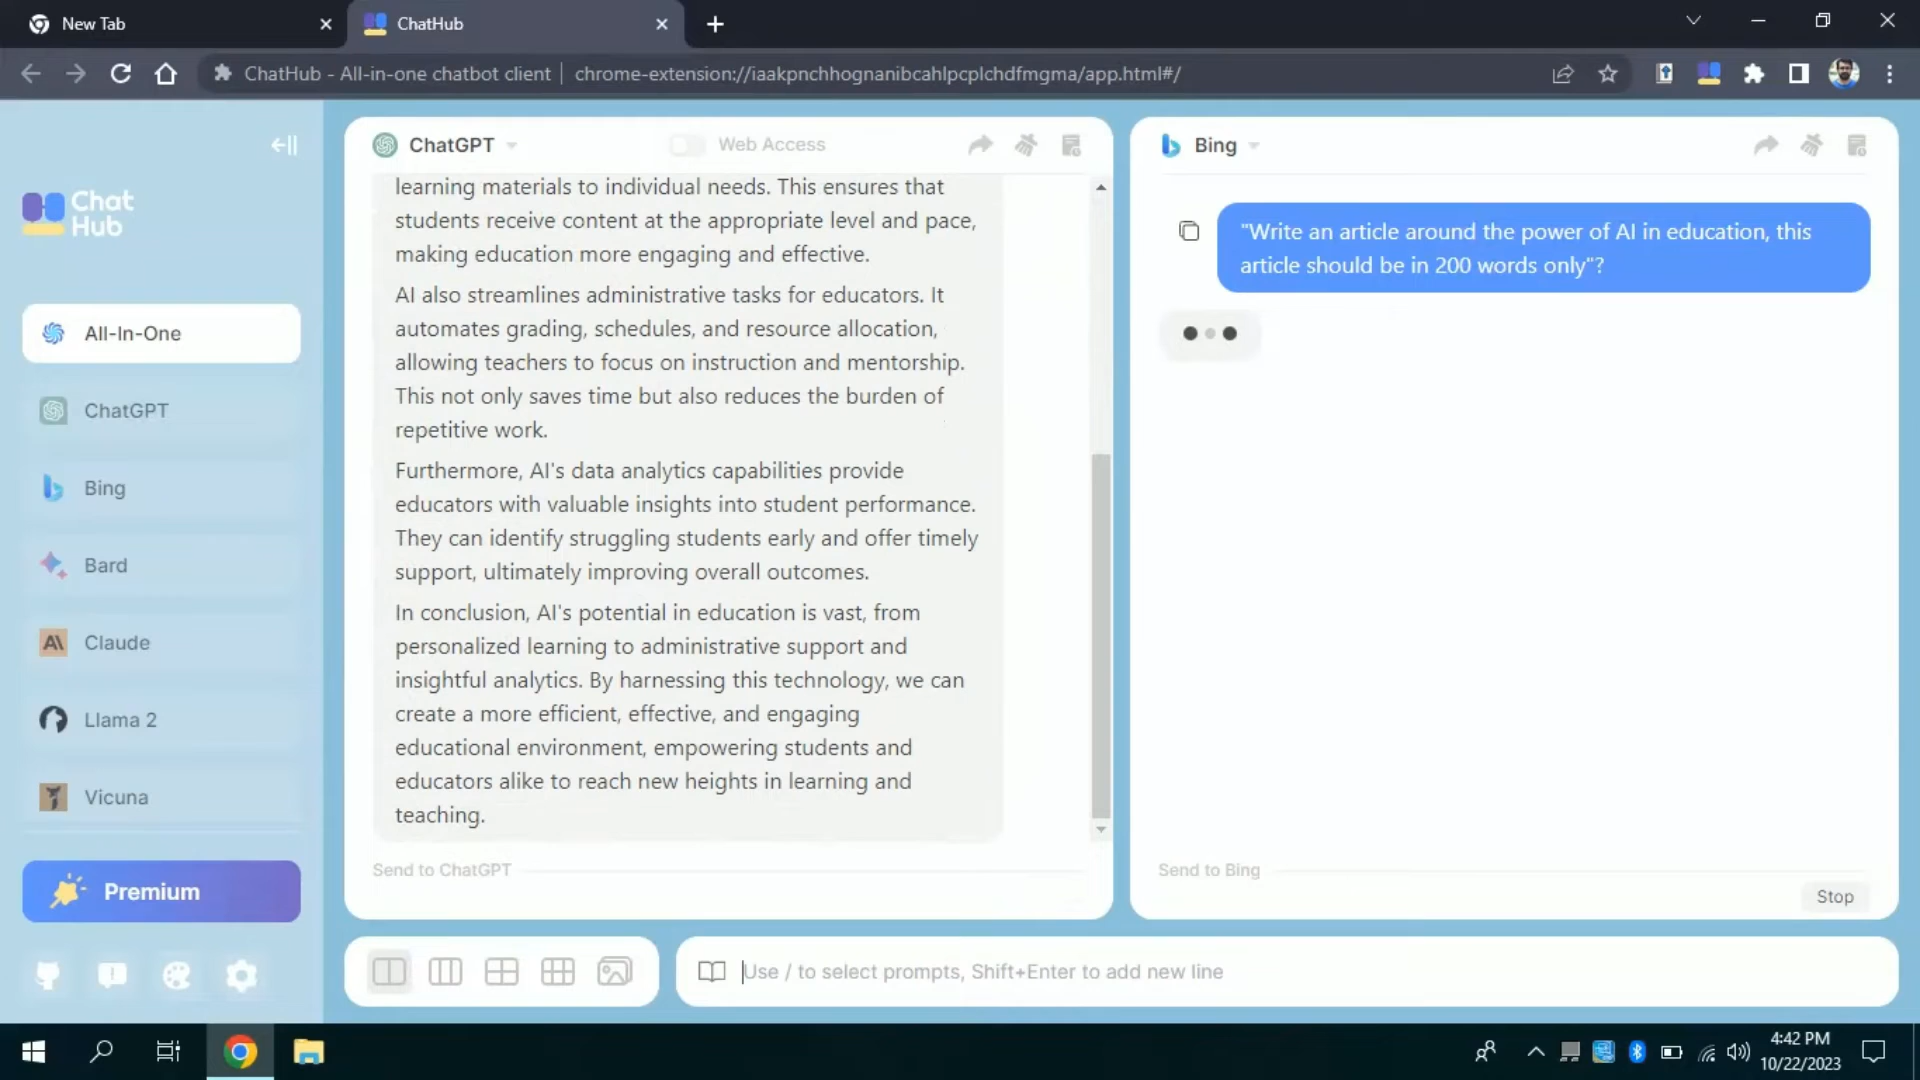 New Tab
ChatHub
ChatHub - All-in-one chatbot client
chrome-extension://iaakpnchhognanibcahlpcplchdfmgma/app.html#/
Chat
Hub
All-In-One
ChatGPT
Bing
Bard
Claude
Llama 2
Vicuna
Premium
ChatGPT
Web Access
learning materials to individual needs. This ensures that
students receive content at the appropriate level and pace,
making education more engaging and effective.
AI also streamlines administrative tasks for educators. It
automates grading, schedules, and resource allocation,
allowing teachers to focus on instruction and mentorship.
This not only saves time but also reduces the burden of
repetitive work.
Furthermore, AI's data analytics capabilities provide
educators with valuable insights into student performance.
They can identify struggling students early and offer timely
support, ultimately improving overall outcomes.
In conclusion, AI's potential in education is vast, from
personalized learning to administrative support and
insightful analytics. By harnessing this technology, we can
create a more efficient, effective, and engaging
educational environment, empowering students and
educators alike to reach new heights in learning and
teaching.
Send to ChatGPT
Bing
"Write an article around the power of AI in education, this
article should be in 200 words only"?
Send to Bing
Stop
Use / to select prompts, Shift+Enter to add new line
4:42 PM
10/22/2023